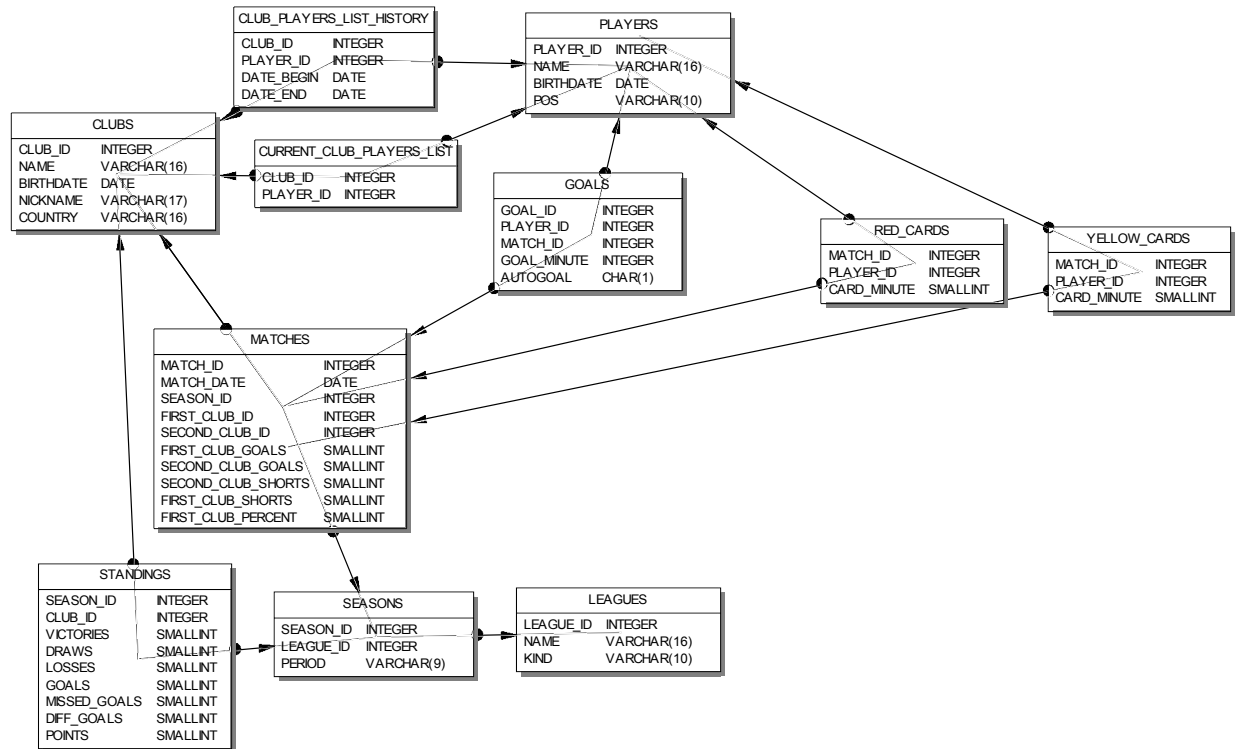 CLUB_PLAYERS_LIST_HISTORY
CLUB_ID INTEGER
PLAYER_ID INTEGER
DATE_BEGIN DATE
DATE_END DATE
PLAYERS
PLAYER_ID INTEGER
NAME VARCHAR(16)
BIRTHDATE DATE
POS VARCHAR(10)
CLUBS
CLUB_ID INTEGER
NAME VARCHAR(16)
BIRTHDATE DATE
NICKNAME VARCHAR(17)
COUNTRY VARCHAR(16)
CURRENT_CLUB_PLAYERS_LIST
CLUB_ID INTEGER
PLAYER_ID INTEGER
GOALS
GOAL_ID INTEGER
PLAYER_ID INTEGER
MATCH_ID INTEGER
GOAL_MINUTE INTEGER
AUTOGOAL CHAR(1)
RED_CARDS
MATCH_ID INTEGER
PLAYER_ID INTEGER
CARD_MINUTE SMALLINT
YELLOW_CARDS
MATCH_ID INTEGER
PLAYER_ID INTEGER
CARD_MINUTE SMALLINT
MATCHES
MATCH_ID INTEGER
MATCH_DATE DATE
SEASON_ID INTEGER
FIRST_CLUB_ID INTEGER
SECOND_CLUB_ID INTEGER
FIRST_CLUB_GOALS SMALLINT
SECOND_CLUB_GOALS SMALLINT
SECOND_CLUB_SHORTS SMALLINT
FIRST_CLUB_SHORTS SMALLINT
FIRST_CLUB_PERCENT SMALLINT
STANDINGS
SEASON_ID INTEGER
CLUB_ID INTEGER
VICTORIES SMALLINT
DRAWS SMALLINT
LOSSES SMALLINT
GOALS SMALLINT
MISSED_GOALS SMALLINT
DIFF_GOALS SMALLINT
POINTS SMALLINT
SEASONS
SEASON_ID INTEGER
LEAGUE_ID INTEGER
PERIOD VARCHAR(9)
LEAGUES
LEAGUE_ID INTEGER
NAME VARCHAR(16)
KIND VARCHAR(10)